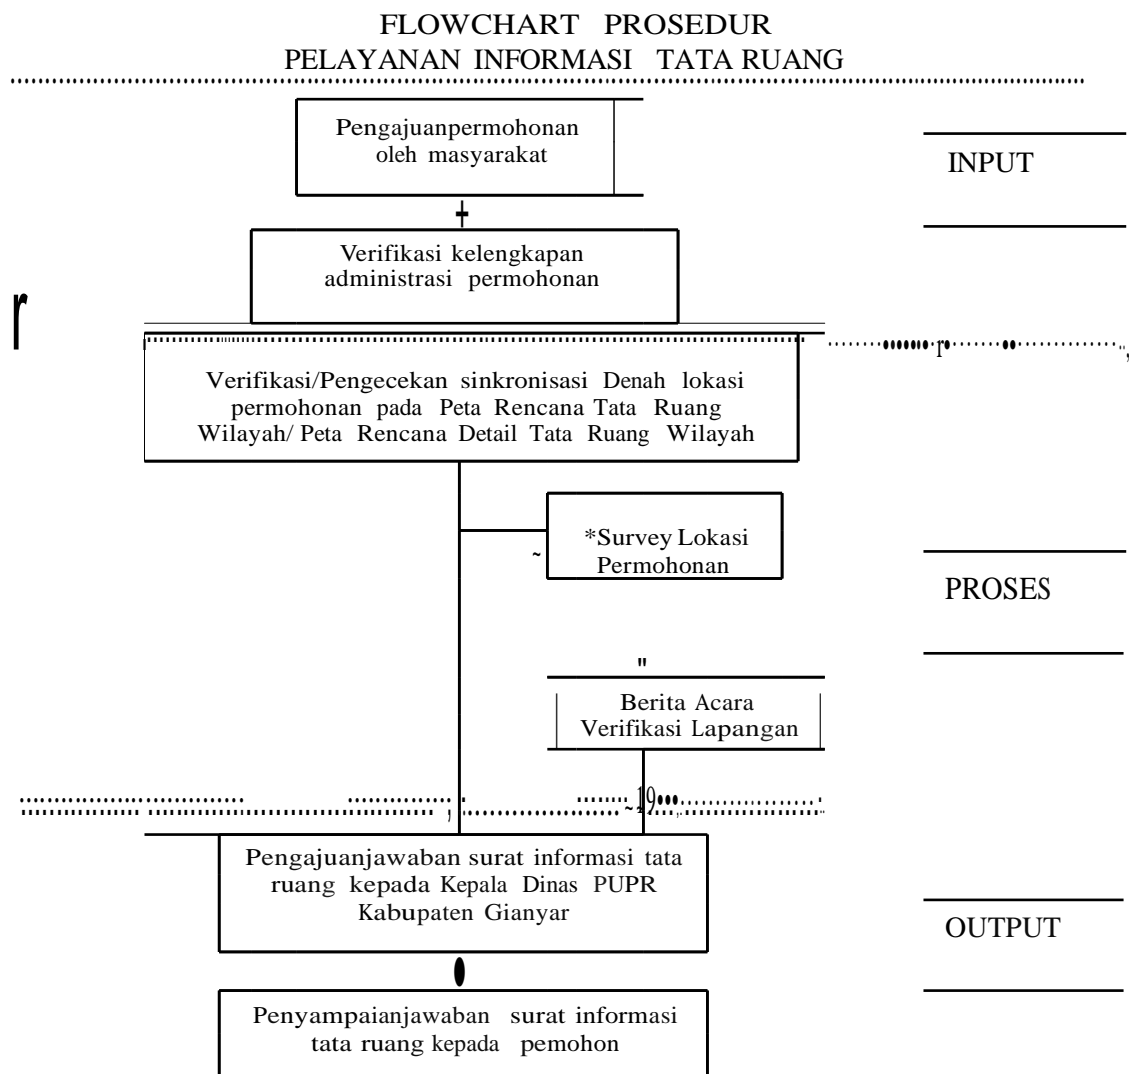 FLOWCHART PROSEDUR
PELAYANAN INFORMASI TATA RUANG
Pengajuanpermohonan
oleh masyarakat
INPUT
Verifikasi kelengkapan
administrasi permohonan
r
Verifikasi/Pengecekan sinkronisasi Denah lokasi
permohonan pada Peta Rencana Tata Ruang
Wilayah/ Peta Rencana Detail Tata Ruang Wilayah
*Survey Lokasi
Permohonan
PROSES
Berita Acara
Verifikasi Lapangan
Pengajuanjawaban surat informasi tata
ruang kepada Kepala Dinas PUPR
Kabupaten Gianyar
OUTPUT
Penyampaianjawaban surat informasi
tata ruang kepada pemohon